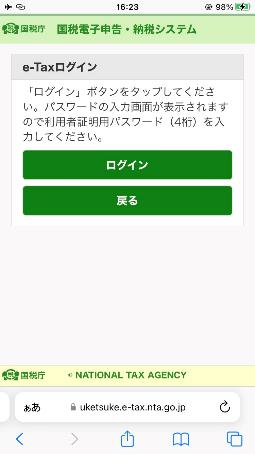 16:23
98%
国税庁 国税電子申告・納税システム
e-Taxログイン
「ログイン」ボタンをタップしてくださ
い。パスワードの入力画面が表示されます
ので利用者証明用パスワード（4桁）を入
力してください。
ログイン
戻る
国税庁 © NATIONAL TAX AGENCY
ぁあ uketsuke.e-tax.nta.go.jp